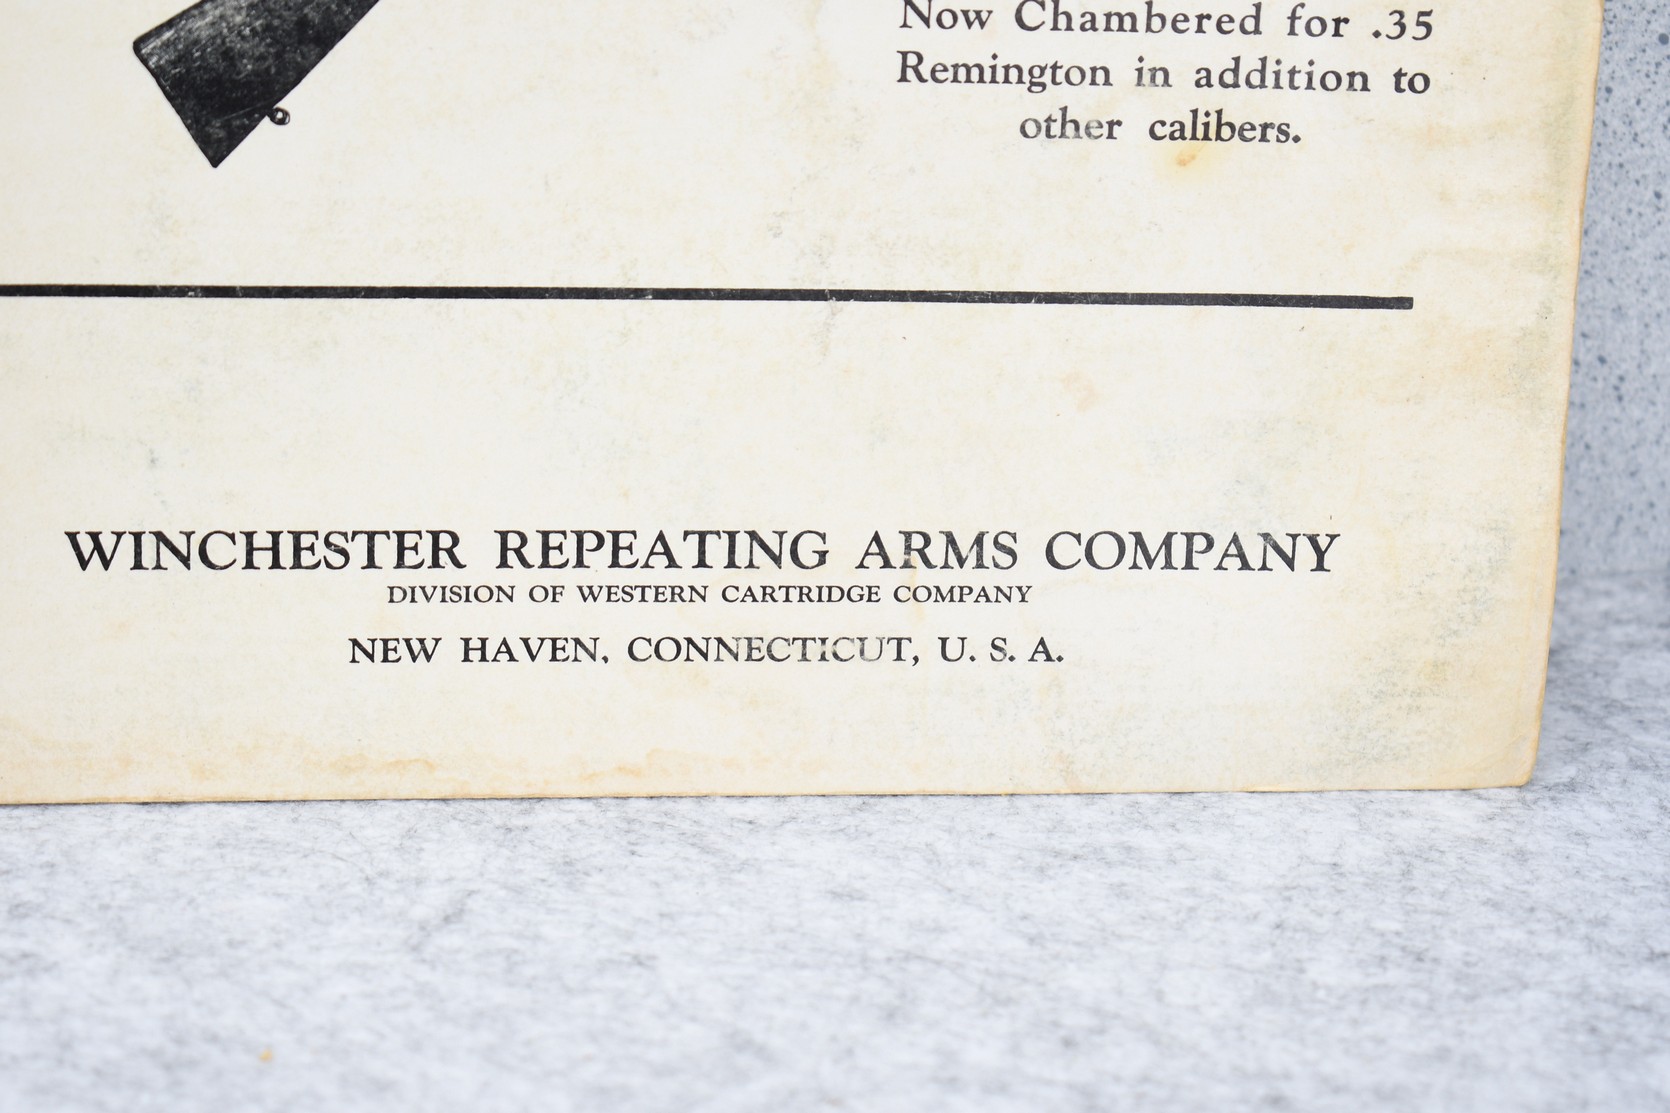 Now Chambered for .35
Remington in addition to
other calibers.
WINCHESTER REPEATING ARMS COMPANY
DIVISION OF WESTERN CARTRIDGE COMPANY
NEW HAVEN, CONNECTICUT, U. S. A.